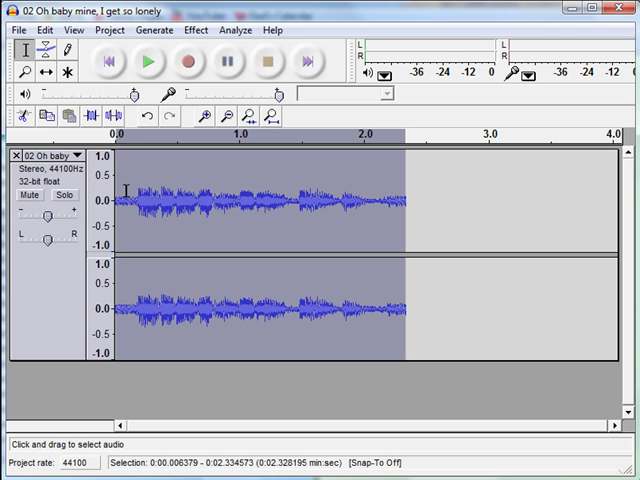 02 Oh baby mine, I get so lonely
File Edit View Project Generate Effect Analyze Help
L
R
-36 -24 -12 0
L
R
-36 -24 -12 0
0.0 1.0 2.0 3.0 4.0
02 Oh baby
Stereo, 44100Hz
32-bit float
Mute Solo
- +
L R
1.0
0.5
0.0
-0.5
-1.0
1.0
0.5
0.0
-0.5
-1.0
Click and drag to select audio
Project rate: 44100 Selection: 0:00.006379 - 0:02.334573 (0:02.328195 min:sec) [Snap-To Off]